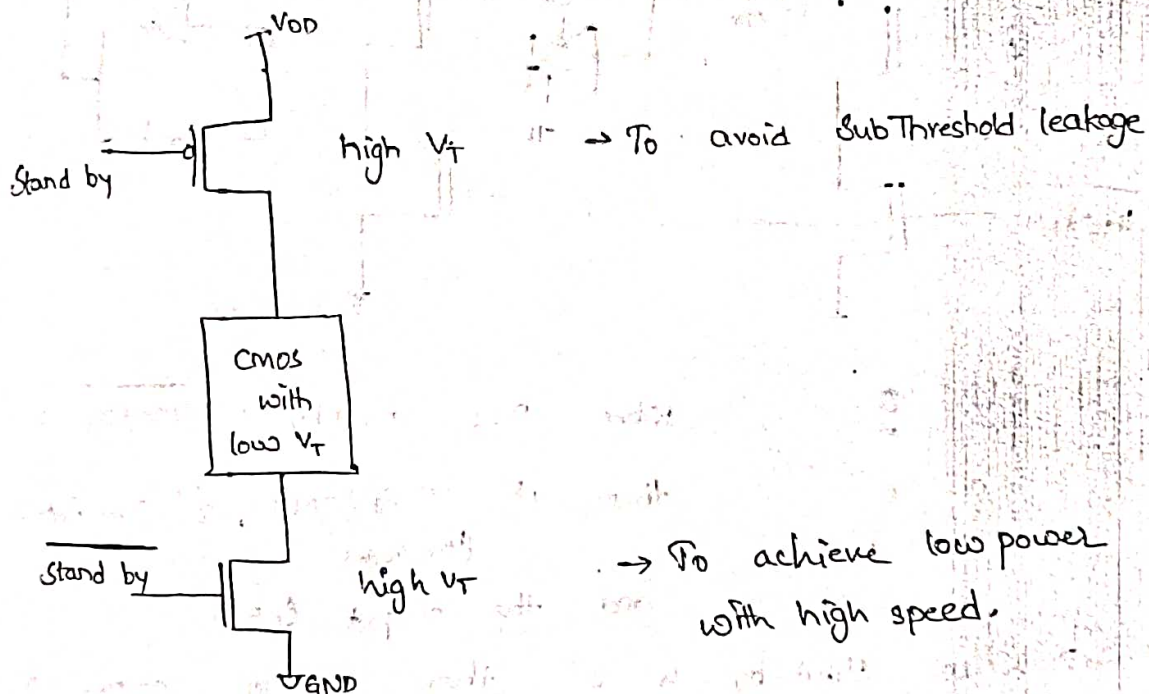 VDD
high VT → To avoid SubThreshold leakage
Stand by
CMOS
with
low VT
Stand by
high VT → To achieve low power
with high speed.
GND